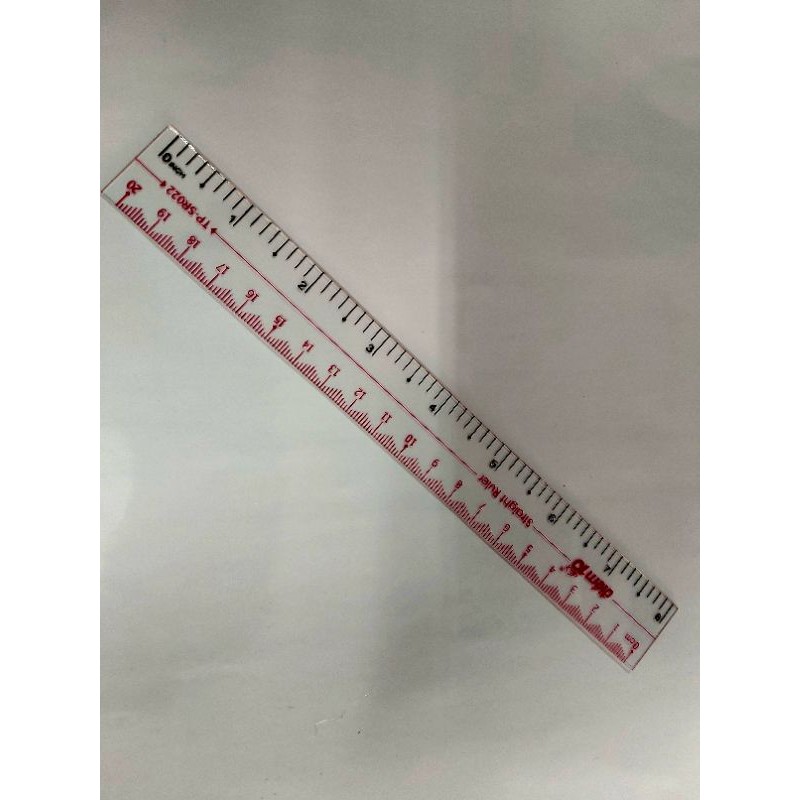 0 INCH 1 2 3 4 5 6 7 8
TP-SR022
Straight Ruler
20 19 18 17 16 15 14 13 12 11 10 9 8 7 6 5 4 3 2 1 0cm